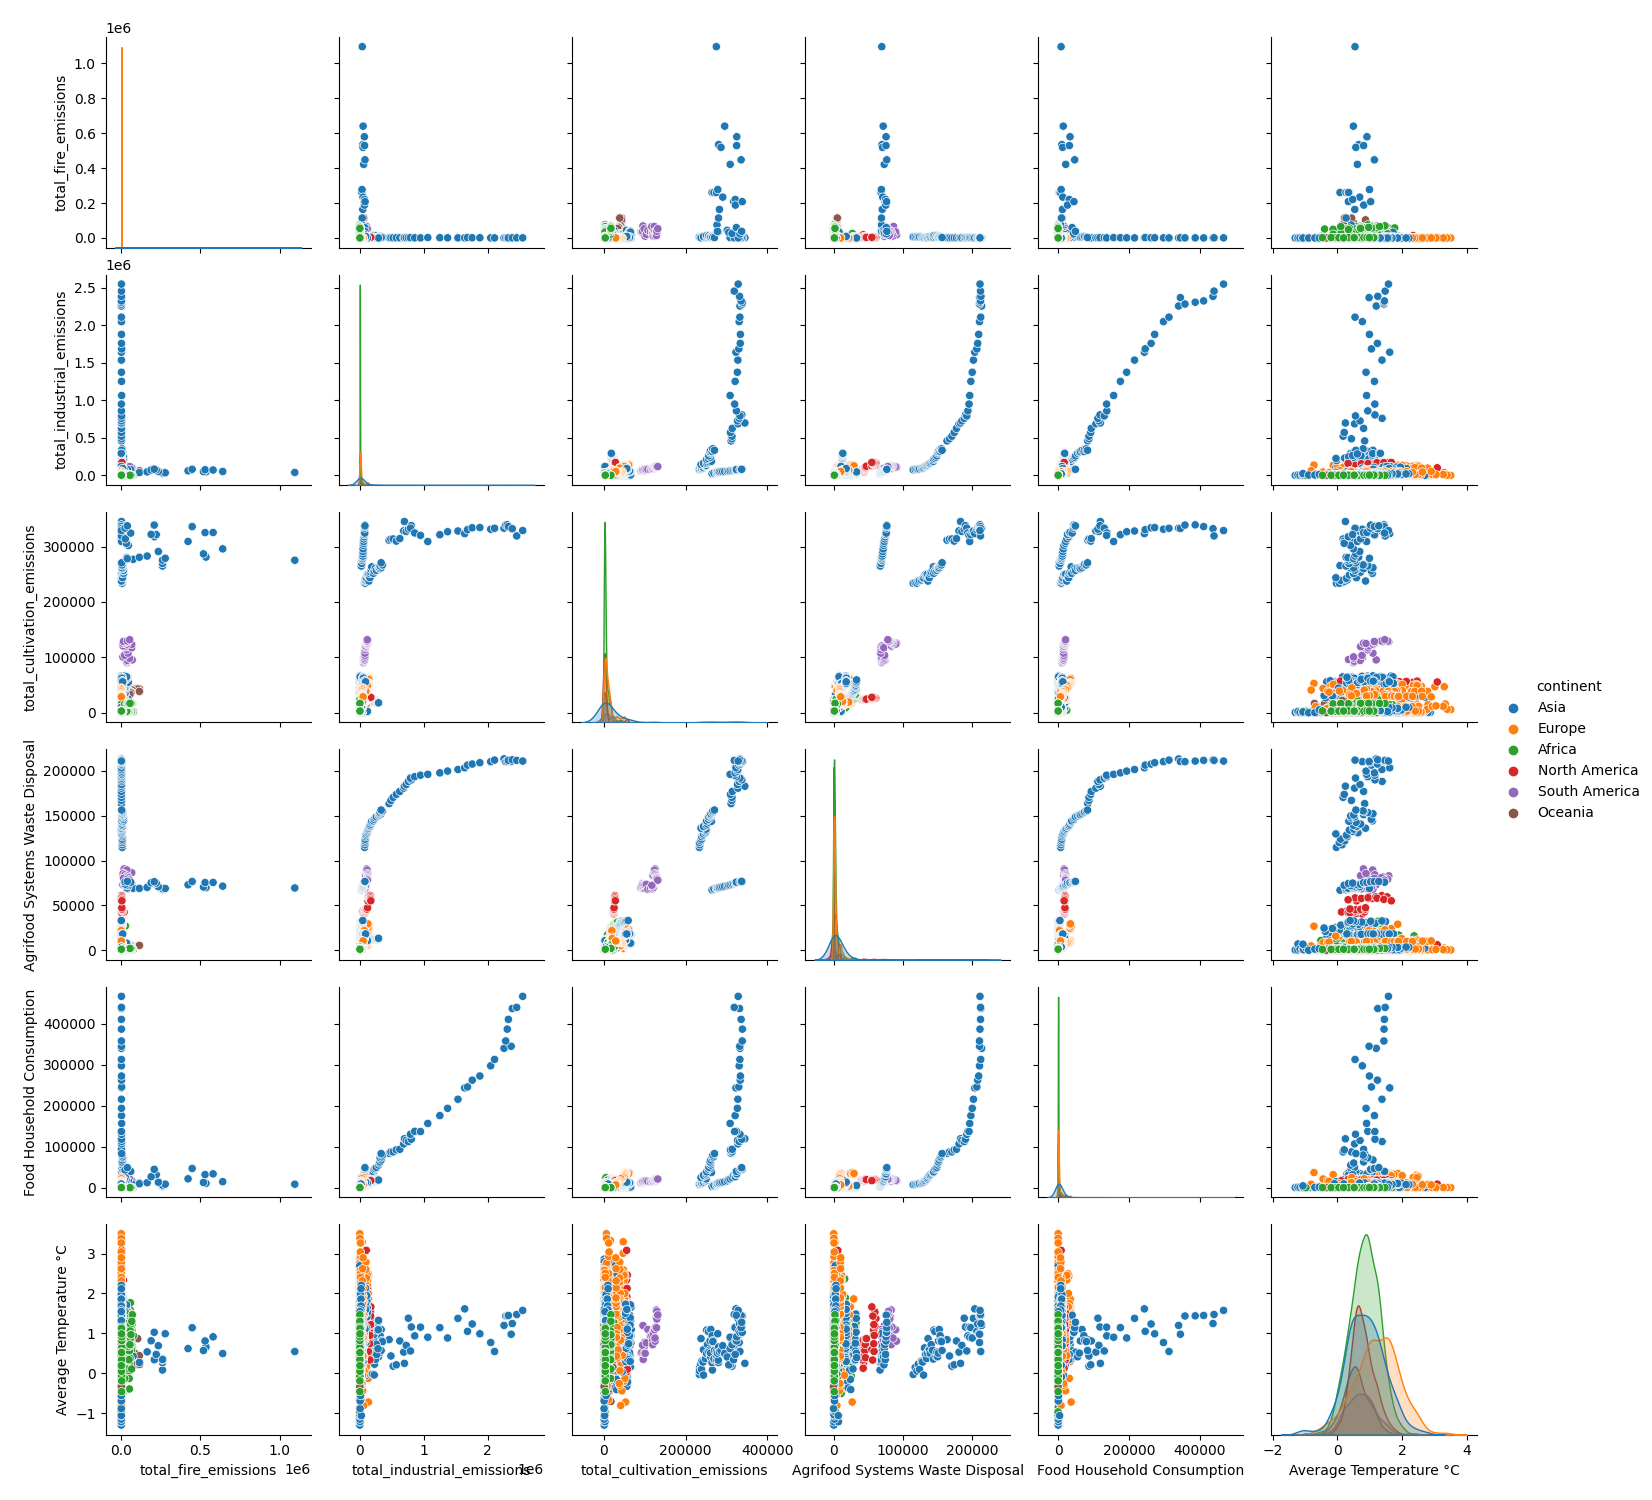 1e6
1.0
0.8
0.6
0.4
0.2
0.0
total_fire_emissions
1e6
2.5
2.0
1.5
1.0
0.5
0.0
total_industrial_emissions
300000
200000
100000
0
total_cultivation_emissions
200000
150000
100000
50000
0
Agrifood Systems Waste Disposal
400000
300000
200000
100000
0
Food Household Consumption
3
2
1
0
−1
Average Temperature °C
0.0 0.5 1.0
1e6
total_fire_emissions
0 1 2
1e6
total_industrial_emissions
0 200000 400000
total_cultivation_emissions
0 100000 200000
Agrifood Systems Waste Disposal
0 200000 400000
Food Household Consumption
−2 0 2 4
Average Temperature °C
continent
Asia
Europe
Africa
North America
South America
Oceania